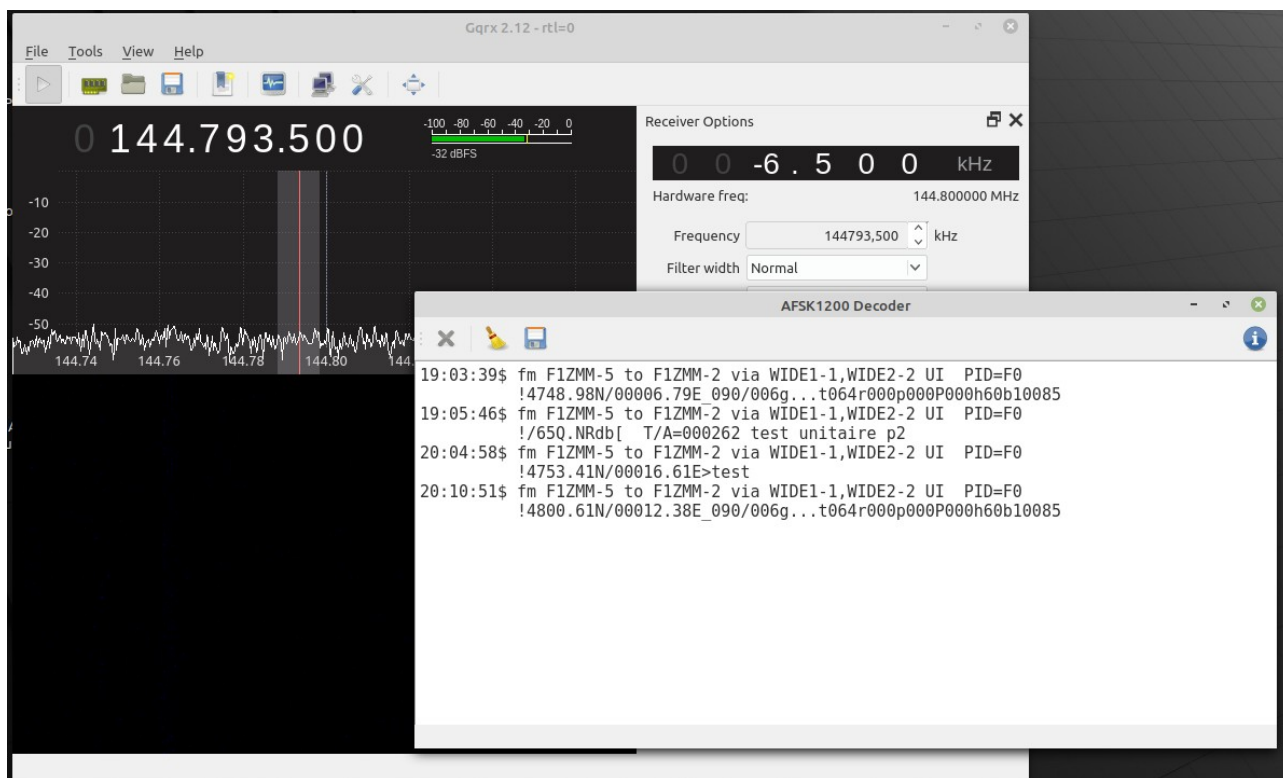 Gqrx 2.12 - rtl=0
File Tools View Help
0 144.793.500
-100 -80 -60 -40 -20 0
-32 dBFS
-10
-20
-30
-40
-50
144.74 144.76 144.78 144.80 144.
Receiver Options
0 0 -6.500 kHz
Hardware freq: 144.800000 MHz
Frequency 144793,500 kHz
Filter width Normal
AFSK1200 Decoder
19:03:39$ fm F1ZMM-5 to F1ZMM-2 via WIDE1-1,WIDE2-2 UI  PID=F0
!4748.98N/00006.79E_090/006g...t064r000p000P000h60b10085
19:05:46$ fm F1ZMM-5 to F1ZMM-2 via WIDE1-1,WIDE2-2 UI  PID=F0
!/65Q.NRdb[  T/A=000262 test unitaire p2
20:04:58$ fm F1ZMM-5 to F1ZMM-2 via WIDE1-1,WIDE2-2 UI  PID=F0
!4753.41N/00016.61E>test
20:10:51$ fm F1ZMM-5 to F1ZMM-2 via WIDE1-1,WIDE2-2 UI  PID=F0
!4800.61N/00012.38E_090/006g...t064r000p000P000h60b10085